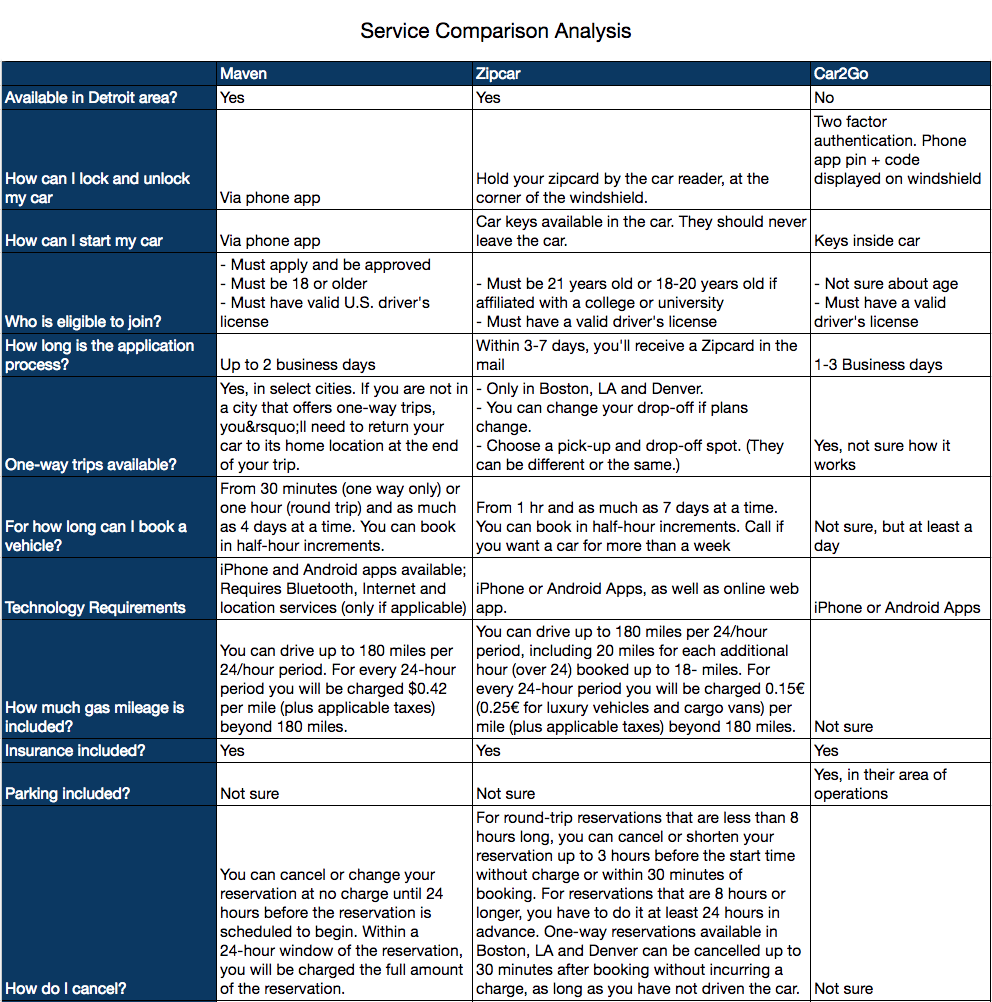 Service Comparison Analysis
Maven Zipcar Car2Go
Available in Detroit area? Yes Yes No
How can I lock and unlock
my car
Via phone app
Hold your zipcard by the car reader, at the
corner of the windshield.
Two factor
authentication. Phone
app pin + code
displayed on windshield
How can I start my car
Via phone app
Car keys available in the car. They should never
leave the car.
Keys inside car
Who is eligible to join?
- Must apply and be approved
- Must be 18 or older
- Must have valid U.S. driver's
license
- Must be 21 years old or 18-20 years old if
affiliated with a college or university
- Must have a valid driver's license
- Not sure about age
- Must have a valid
driver's license
How long is the application
process?
Up to 2 business days
Within 3-7 days, you'll receive a Zipcard in the
mail
1-3 Business days
One-way trips available?
Yes, in select cities. If you are not in
a city that offers one-way trips,
you&rsquo;ll need to return your
car to its home location at the end
of your trip.
- Only in Boston, LA and Denver.
- You can change your drop-off if plans
change.
- Choose a pick-up and drop-off spot. (They
can be different or the same.)
Yes, not sure how it
works
For how long can I book a
vehicle?
From 30 minutes (one way only) or
one hour (round trip) and as much
as 4 days at a time. You can book
in half-hour increments.
From 1 hr and as much as 7 days at a time.
You can book in half-hour increments. Call if
you want a car for more than a week
Not sure, but at least a
day
Technology Requirements
iPhone and Android apps available;
Requires Bluetooth, Internet and
location services (only if applicable)
iPhone or Android Apps, as well as online web
app.
iPhone or Android Apps
How much gas mileage is
included?
You can drive up to 180 miles per
24/hour period. For every 24-hour
period you will be charged $0.42
per mile (plus applicable taxes)
beyond 180 miles.
You can drive up to 180 miles per 24/hour
period, including 20 miles for each additional
hour (over 24) booked up to 18- miles. For
every 24-hour period you will be charged 0.15€
(0.25€ for luxury vehicles and cargo vans) per
mile (plus applicable taxes) beyond 180 miles.
Not sure
Insurance included? Yes Yes Yes
Parking included?
Not sure
Not sure
Yes, in their area of
operations
How do I cancel?
You can cancel or change your
reservation at no charge until 24
hours before the reservation is
scheduled to begin. Within a
24-hour window of the reservation,
you will be charged the full amount
of the reservation.
For round-trip reservations that are less than 8
hours long, you can cancel or shorten your
reservation up to 3 hours before the start time
without charge or within 30 minutes of
booking. For reservations that are 8 hours or
longer, you have to do it at least 24 hours in
advance. One-way reservations available in
Boston, LA and Denver can be cancelled up to
30 minutes after booking without incurring a
charge, as long as you have not driven the car.
Not sure